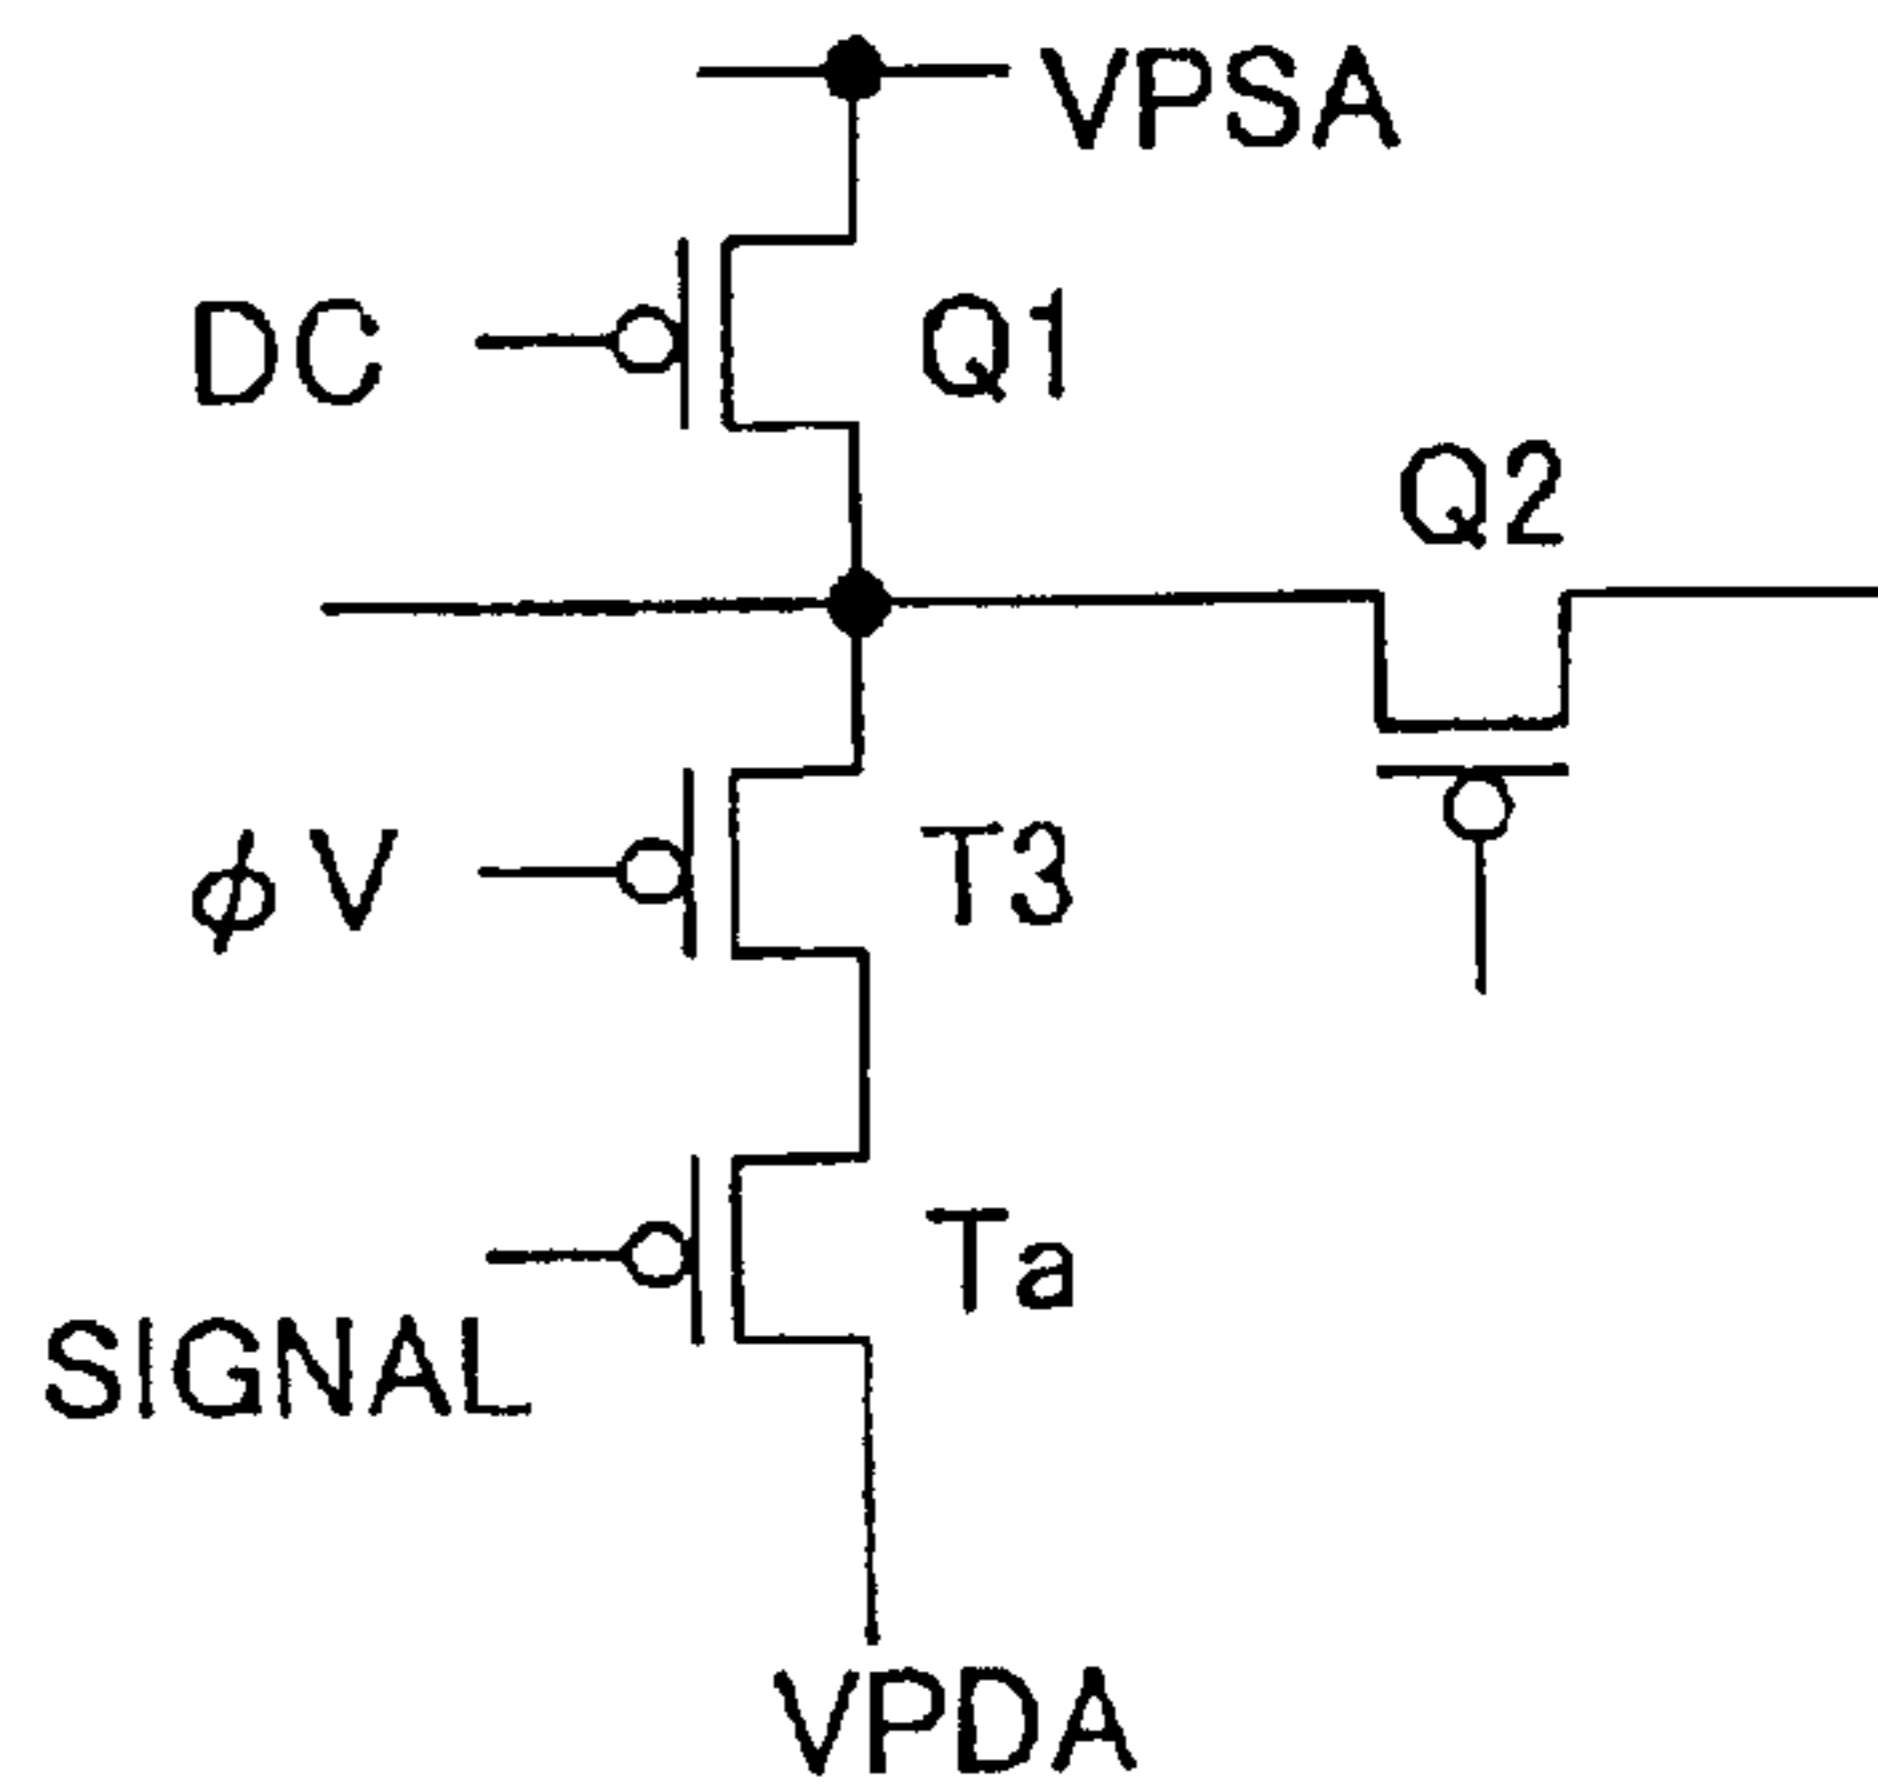 VPSA
DC
Q1
Q2
φV
T3
Ta
SIGNAL
VPDA